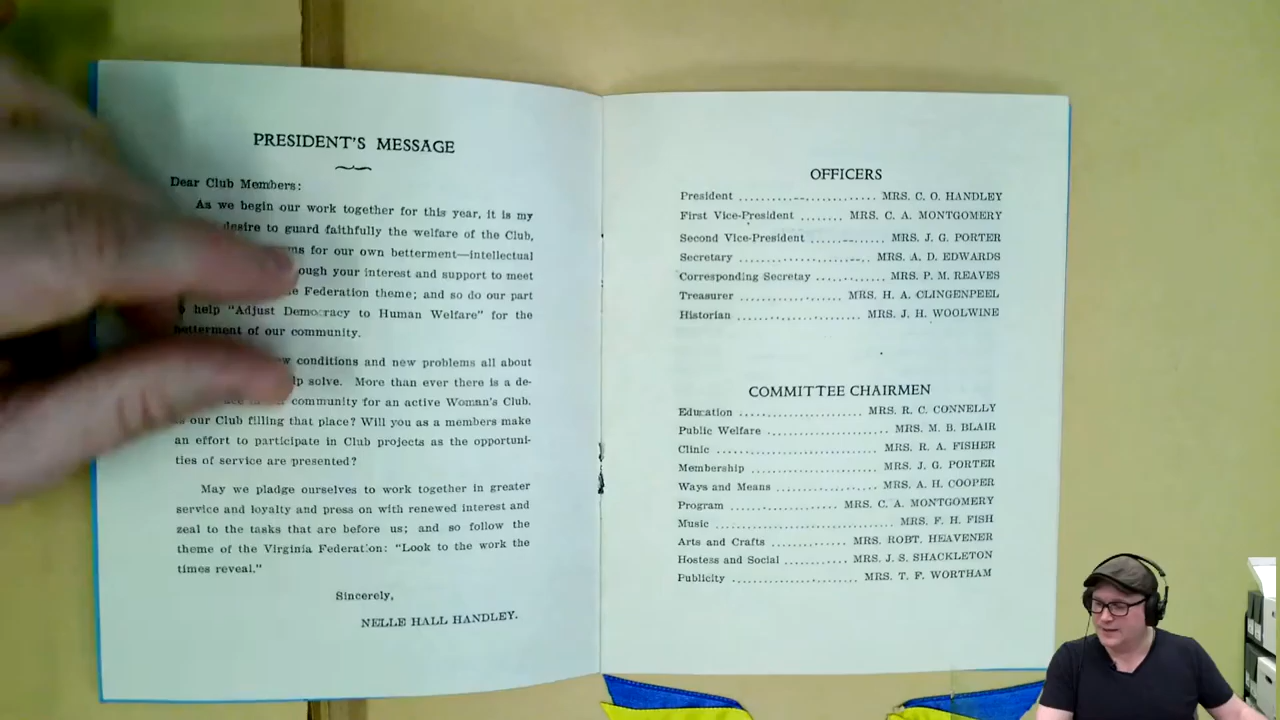 PRESIDENT'S MESSAGE
Dear Club Members:
As we begin our work together for this year, it is my
desire to guard faithfully the welfare of the Club,
for our own betterment—intellectual
your interest and support to meet
Federation theme; and so do our part
help "Adjust Democracy to Human Welfare" for the
betterment of our community.
conditions and new problems all about
solve. More than ever there is a de-
community for an active Woman's Club.
our Club filling that place? Will you as a members make
an effort to participate in Club projects as the opportuni-
ties of service are presented?
May we pladge ourselves to work together in greater
service and loyalty and press on with renewed interest and
zeal to the tasks that are before us; and so follow the
theme of the Virginia Federation: "Look to the work the
times reveal."
Sincerely,
NELLE HALL HANDLEY.
OFFICERS
President .................... MRS. C. O. HANDLEY
First Vice-President ........ MRS. C. A. MONTGOMERY
Second Vice-President ............ MRS. J. G. PORTER
Secretary .................... MRS. A. D. EDWARDS
Corresponding Secretay ............ MRS. P. M. REAVES
Treasurer .................. MRS. H. A. CLINGENPEEL
Historian .................... MRS. J. H. WOOLWINE
COMMITTEE CHAIRMEN
Education .................... MRS. R. C. CONNELLY
Public Welfare .................... MRS. M. B. BLAIR
Clinic .......................... MRS. R. A. FISHER
Membership .................... MRS. J. G. PORTER
Ways and Means .................. MRS. A. H. COOPER
Program .................. MRS. C. A. MONTGOMERY
Music .............................. MRS. F. H. FISH
Arts and Crafts ............ MRS. ROBT. HEAVENER
Hostess and Social .......... MRS. J. S. SHACKLETON
Publicity .................... MRS. T. F. WORTHAM